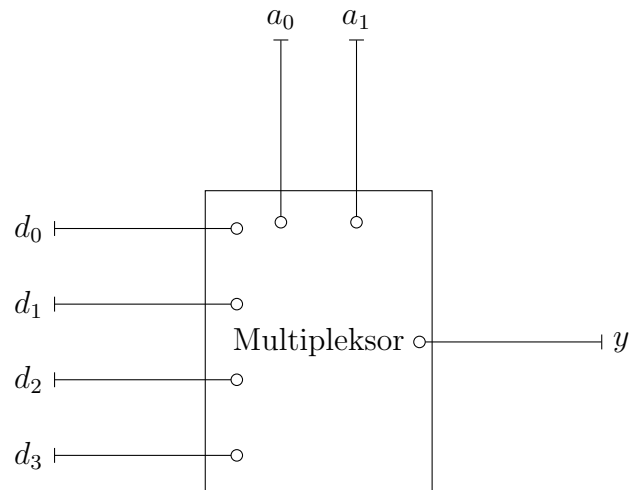 a₀ a₁
d₀
d₁
Multipleksor y
d₂
d₃